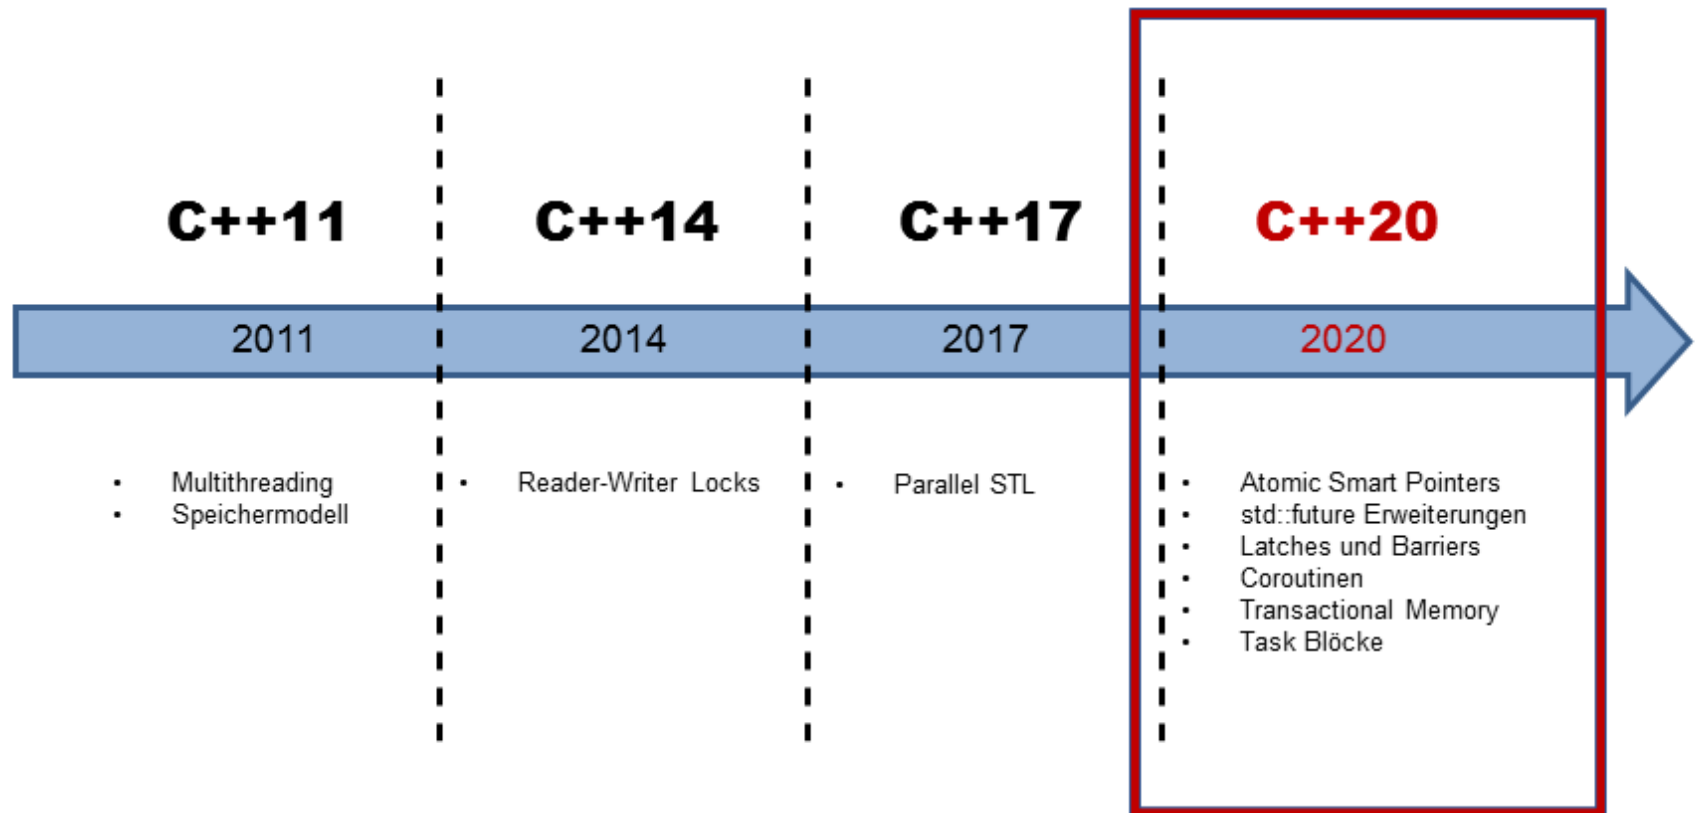 C++11
C++14
C++17
C++20
2011
2014
2017
2020
• Multithreading
• Speichermodell
• Reader-Writer Locks
• Parallel STL
• Atomic Smart Pointers
• std::future Erweiterungen
• Latches und Barriers
• Coroutinen
• Transactional Memory
• Task Blöcke